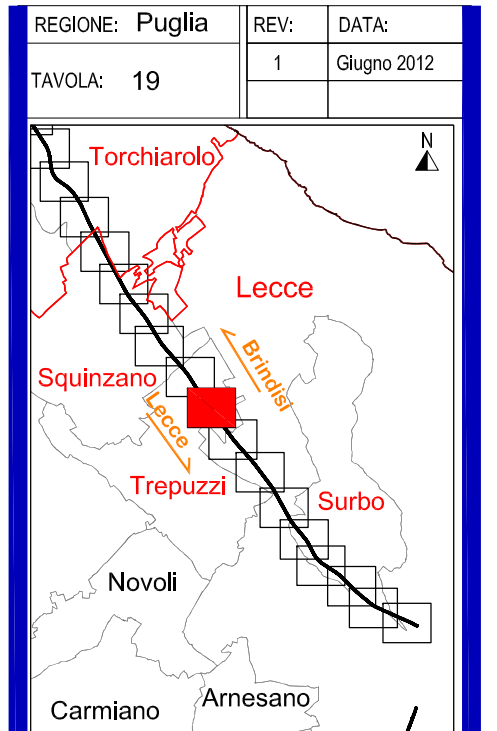 REGIONE: Puglia
REV:
DATA:
1
Giugno 2012
TAVOLA: 19
N
Torchiarolo
Lecce
Brindisi
Squinzano
Lecce
Trepuzzi
Surbo
Novoli
Arnesano
Carmiano